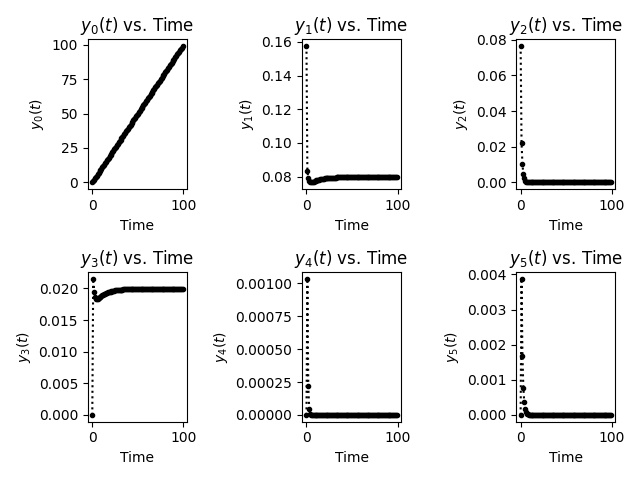 y₀(t) vs. Time
y₁(t) vs. Time
y₂(t) vs. Time
100
75
50
25
0
y₀(t)
0 100
Time
0.16
0.14
0.12
0.10
0.08
y₁(t)
0 100
Time
0.08
0.06
0.04
0.02
0.00
y₂(t)
0 100
Time
y₃(t) vs. Time
y₄(t) vs. Time
y₅(t) vs. Time
0.020
0.015
0.010
0.005
0.000
y₃(t)
0 100
Time
0.00100
0.00075
0.00050
0.00025
0.00000
y₄(t)
0 100
Time
0.004
0.003
0.002
0.001
0.000
y₅(t)
0 100
Time